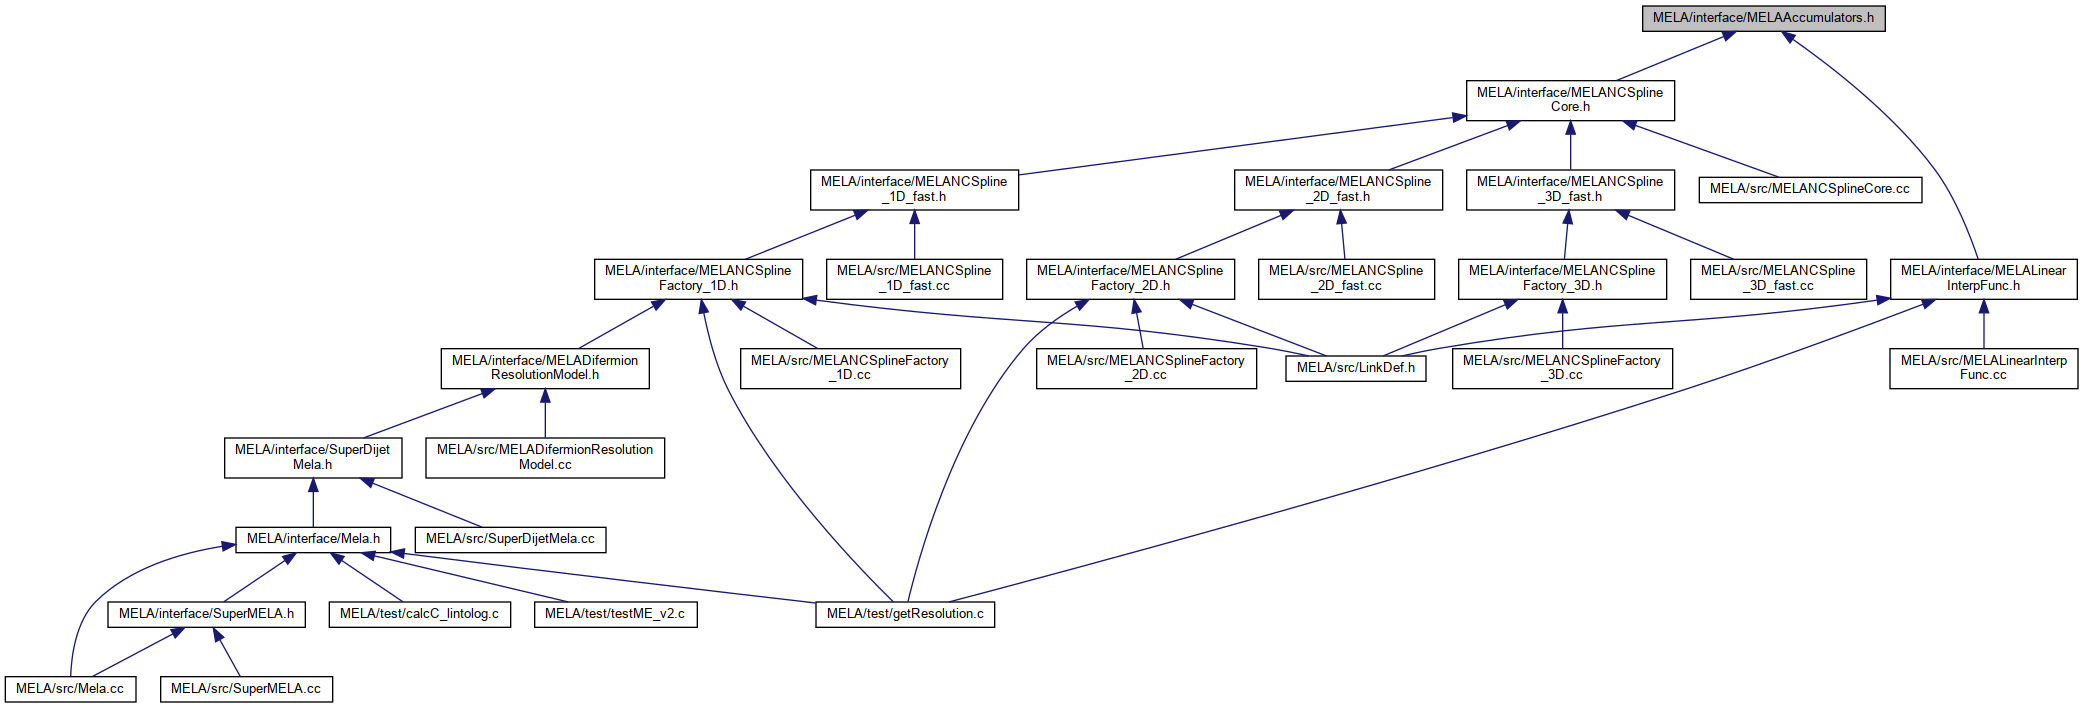 MELA/interface/MELAAccumulators.h
MELA/interface/MELANCSpline
Core.h
MELA/interface/MELANCSpline
_1D_fast.h
MELA/interface/MELANCSpline
_2D_fast.h
MELA/interface/MELANCSpline
_3D_fast.h
MELA/src/MELANCSplineCore.cc
MELA/interface/MELANCSpline
Factory_1D.h
MELA/src/MELANCSpline
_1D_fast.cc
MELA/interface/MELANCSpline
Factory_2D.h
MELA/src/MELANCSpline
_2D_fast.cc
MELA/interface/MELANCSpline
Factory_3D.h
MELA/src/MELANCSpline
_3D_fast.cc
MELA/interface/MELALinear
InterpFunc.h
MELA/interface/MELADifermion
ResolutionModel.h
MELA/src/MELANCSplineFactory
_1D.cc
MELA/src/MELANCSplineFactory
_2D.cc
MELA/src/LinkDef.h
MELA/src/MELANCSplineFactory
_3D.cc
MELA/src/MELALinearInterp
Func.cc
MELA/interface/SuperDijet
Mela.h
MELA/src/MELADifermionResolution
Model.cc
MELA/interface/Mela.h
MELA/src/SuperDijetMela.cc
MELA/interface/SuperMELA.h
MELA/test/calcC_lintolog.c
MELA/test/testME_v2.c
MELA/test/getResolution.c
MELA/src/Mela.cc
MELA/src/SuperMELA.cc